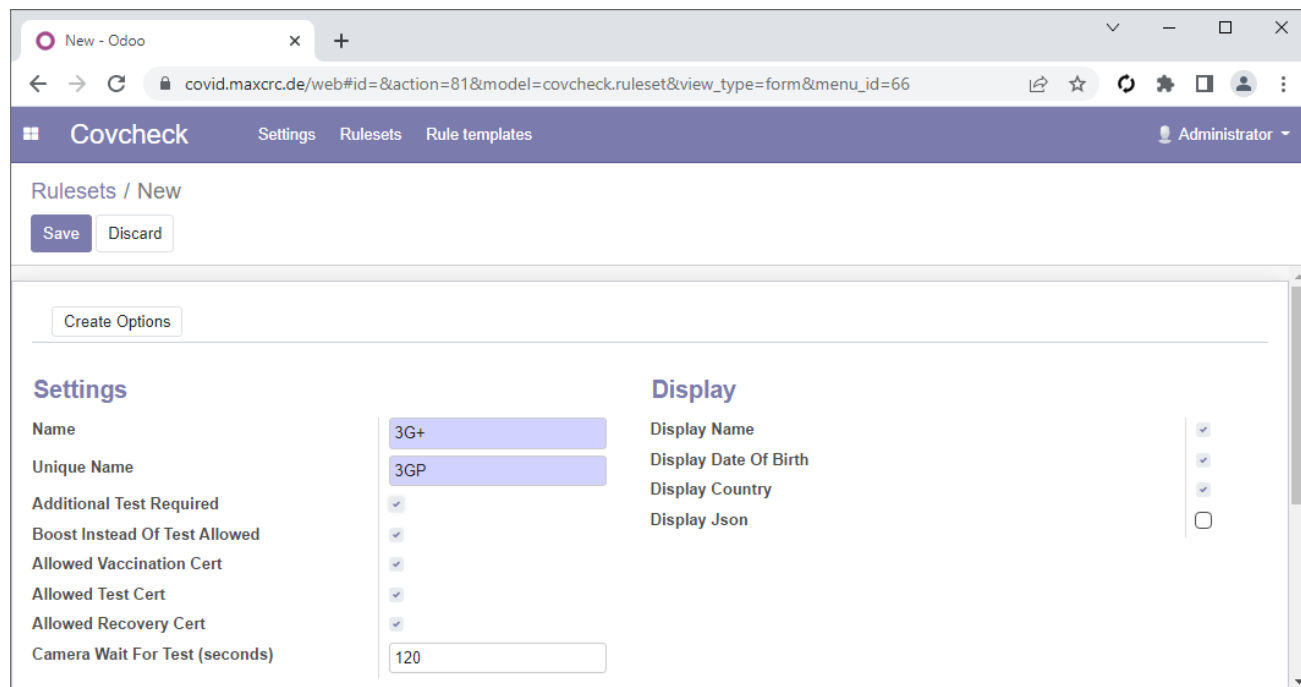 New - Odoo
covid.maxcrc.de/web#id=&action=81&model=covcheck.ruleset&view_type=form&menu_id=66
Covcheck Settings Rulesets Rule templates Administrator
Rulesets / New
Save Discard
Create Options
Settings
Name 3G+
Unique Name 3GP
Additional Test Required
Boost Instead Of Test Allowed
Allowed Vaccination Cert
Allowed Test Cert
Allowed Recovery Cert
Camera Wait For Test (seconds) 120
Display
Display Name
Display Date Of Birth
Display Country
Display Json